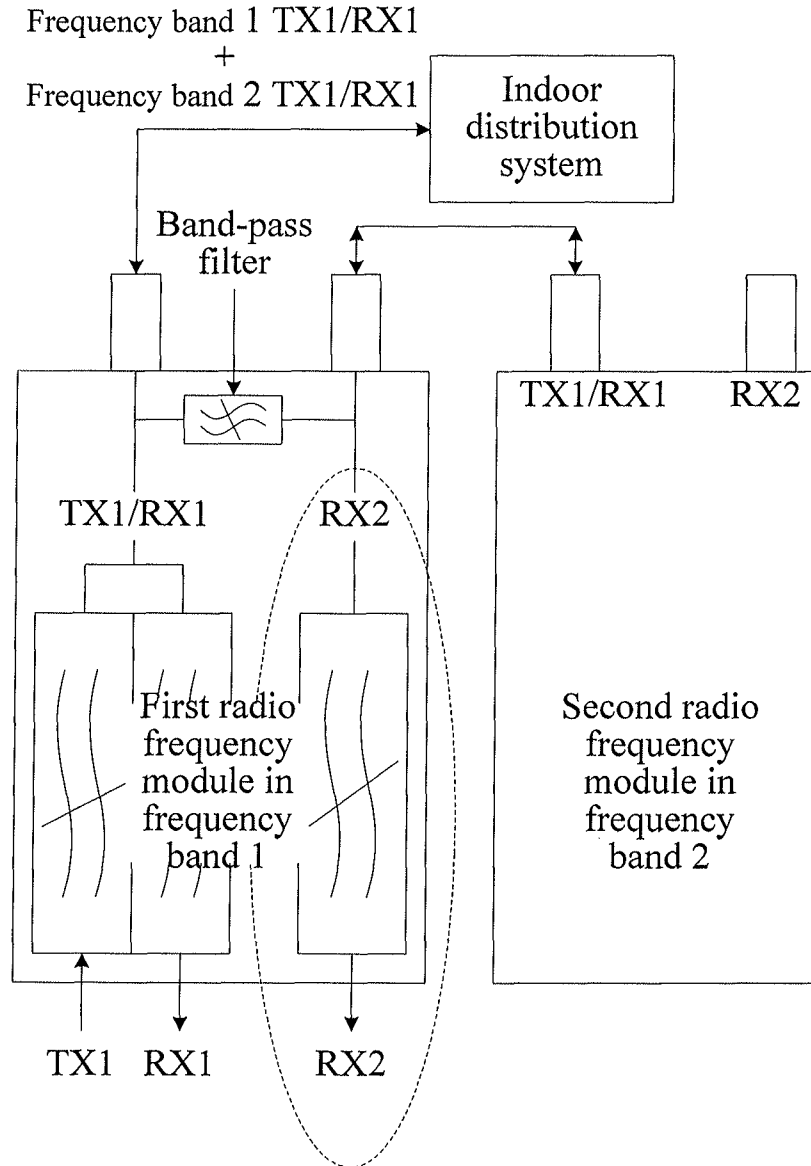 Frequency band 1 TX1/RX1
+
Frequency band 2 TX1/RX1
Indoor
distribution
system
Band-pass
filter
TX1/RX1
RX2
TX1/RX1
RX2
First radio
frequency
module in
frequency
band 1
Second radio
frequency
module in
frequency
band 2
TX1
RX1
RX2